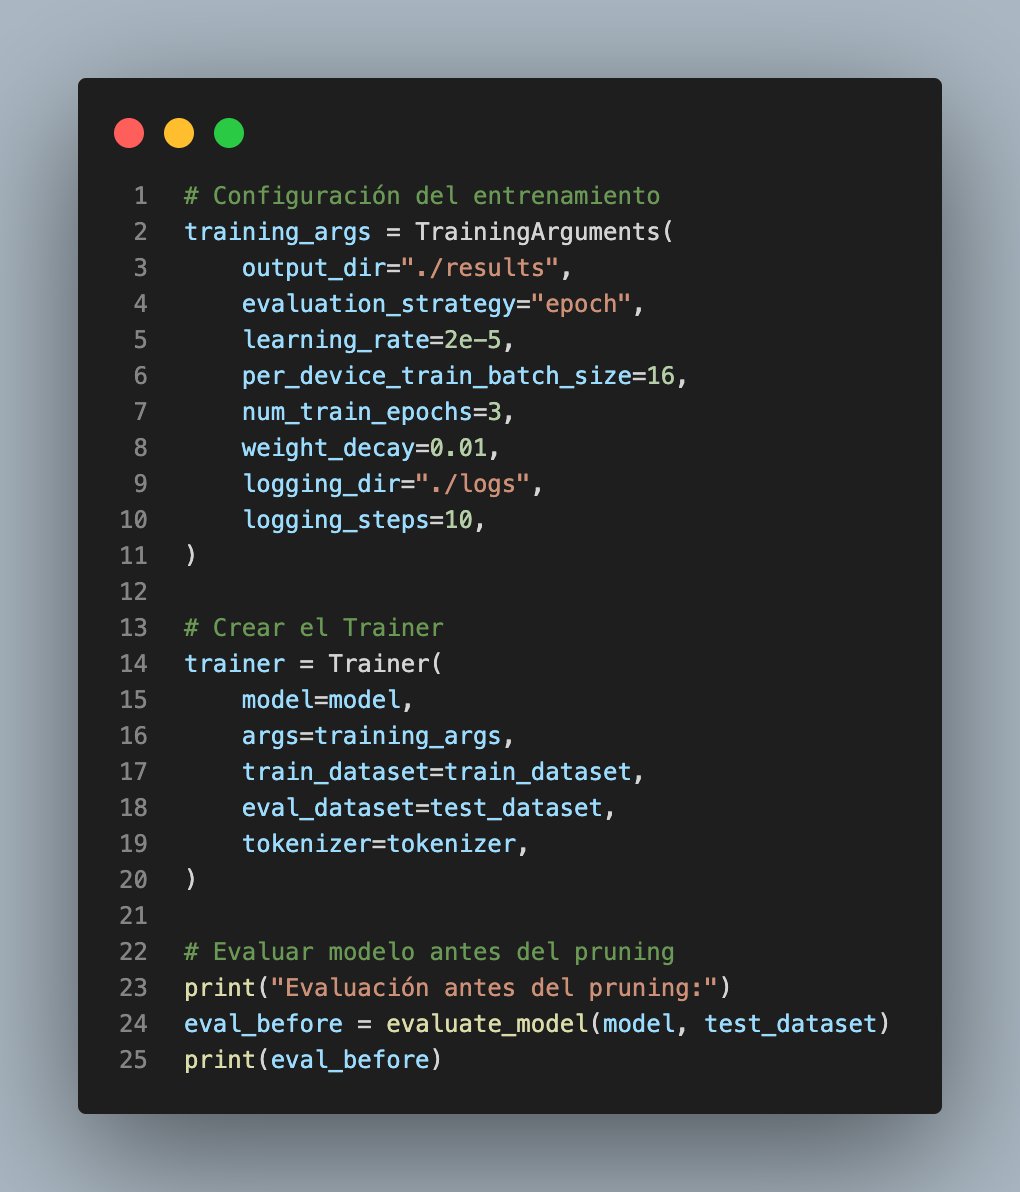 1 # Configuración del entrenamiento
2 training_args = TrainingArguments(
3     output_dir="./results",
4     evaluation_strategy="epoch",
5     learning_rate=2e-5,
6     per_device_train_batch_size=16,
7     num_train_epochs=3,
8     weight_decay=0.01,
9     logging_dir="./logs",
10     logging_steps=10,
11 )
12
13 # Crear el Trainer
14 trainer = Trainer(
15     model=model,
16     args=training_args,
17     train_dataset=train_dataset,
18     eval_dataset=test_dataset,
19     tokenizer=tokenizer,
20 )
21
22 # Evaluar modelo antes del pruning
23 print("Evaluación antes del pruning:")
24 eval_before = evaluate_model(model, test_dataset)
25 print(eval_before)